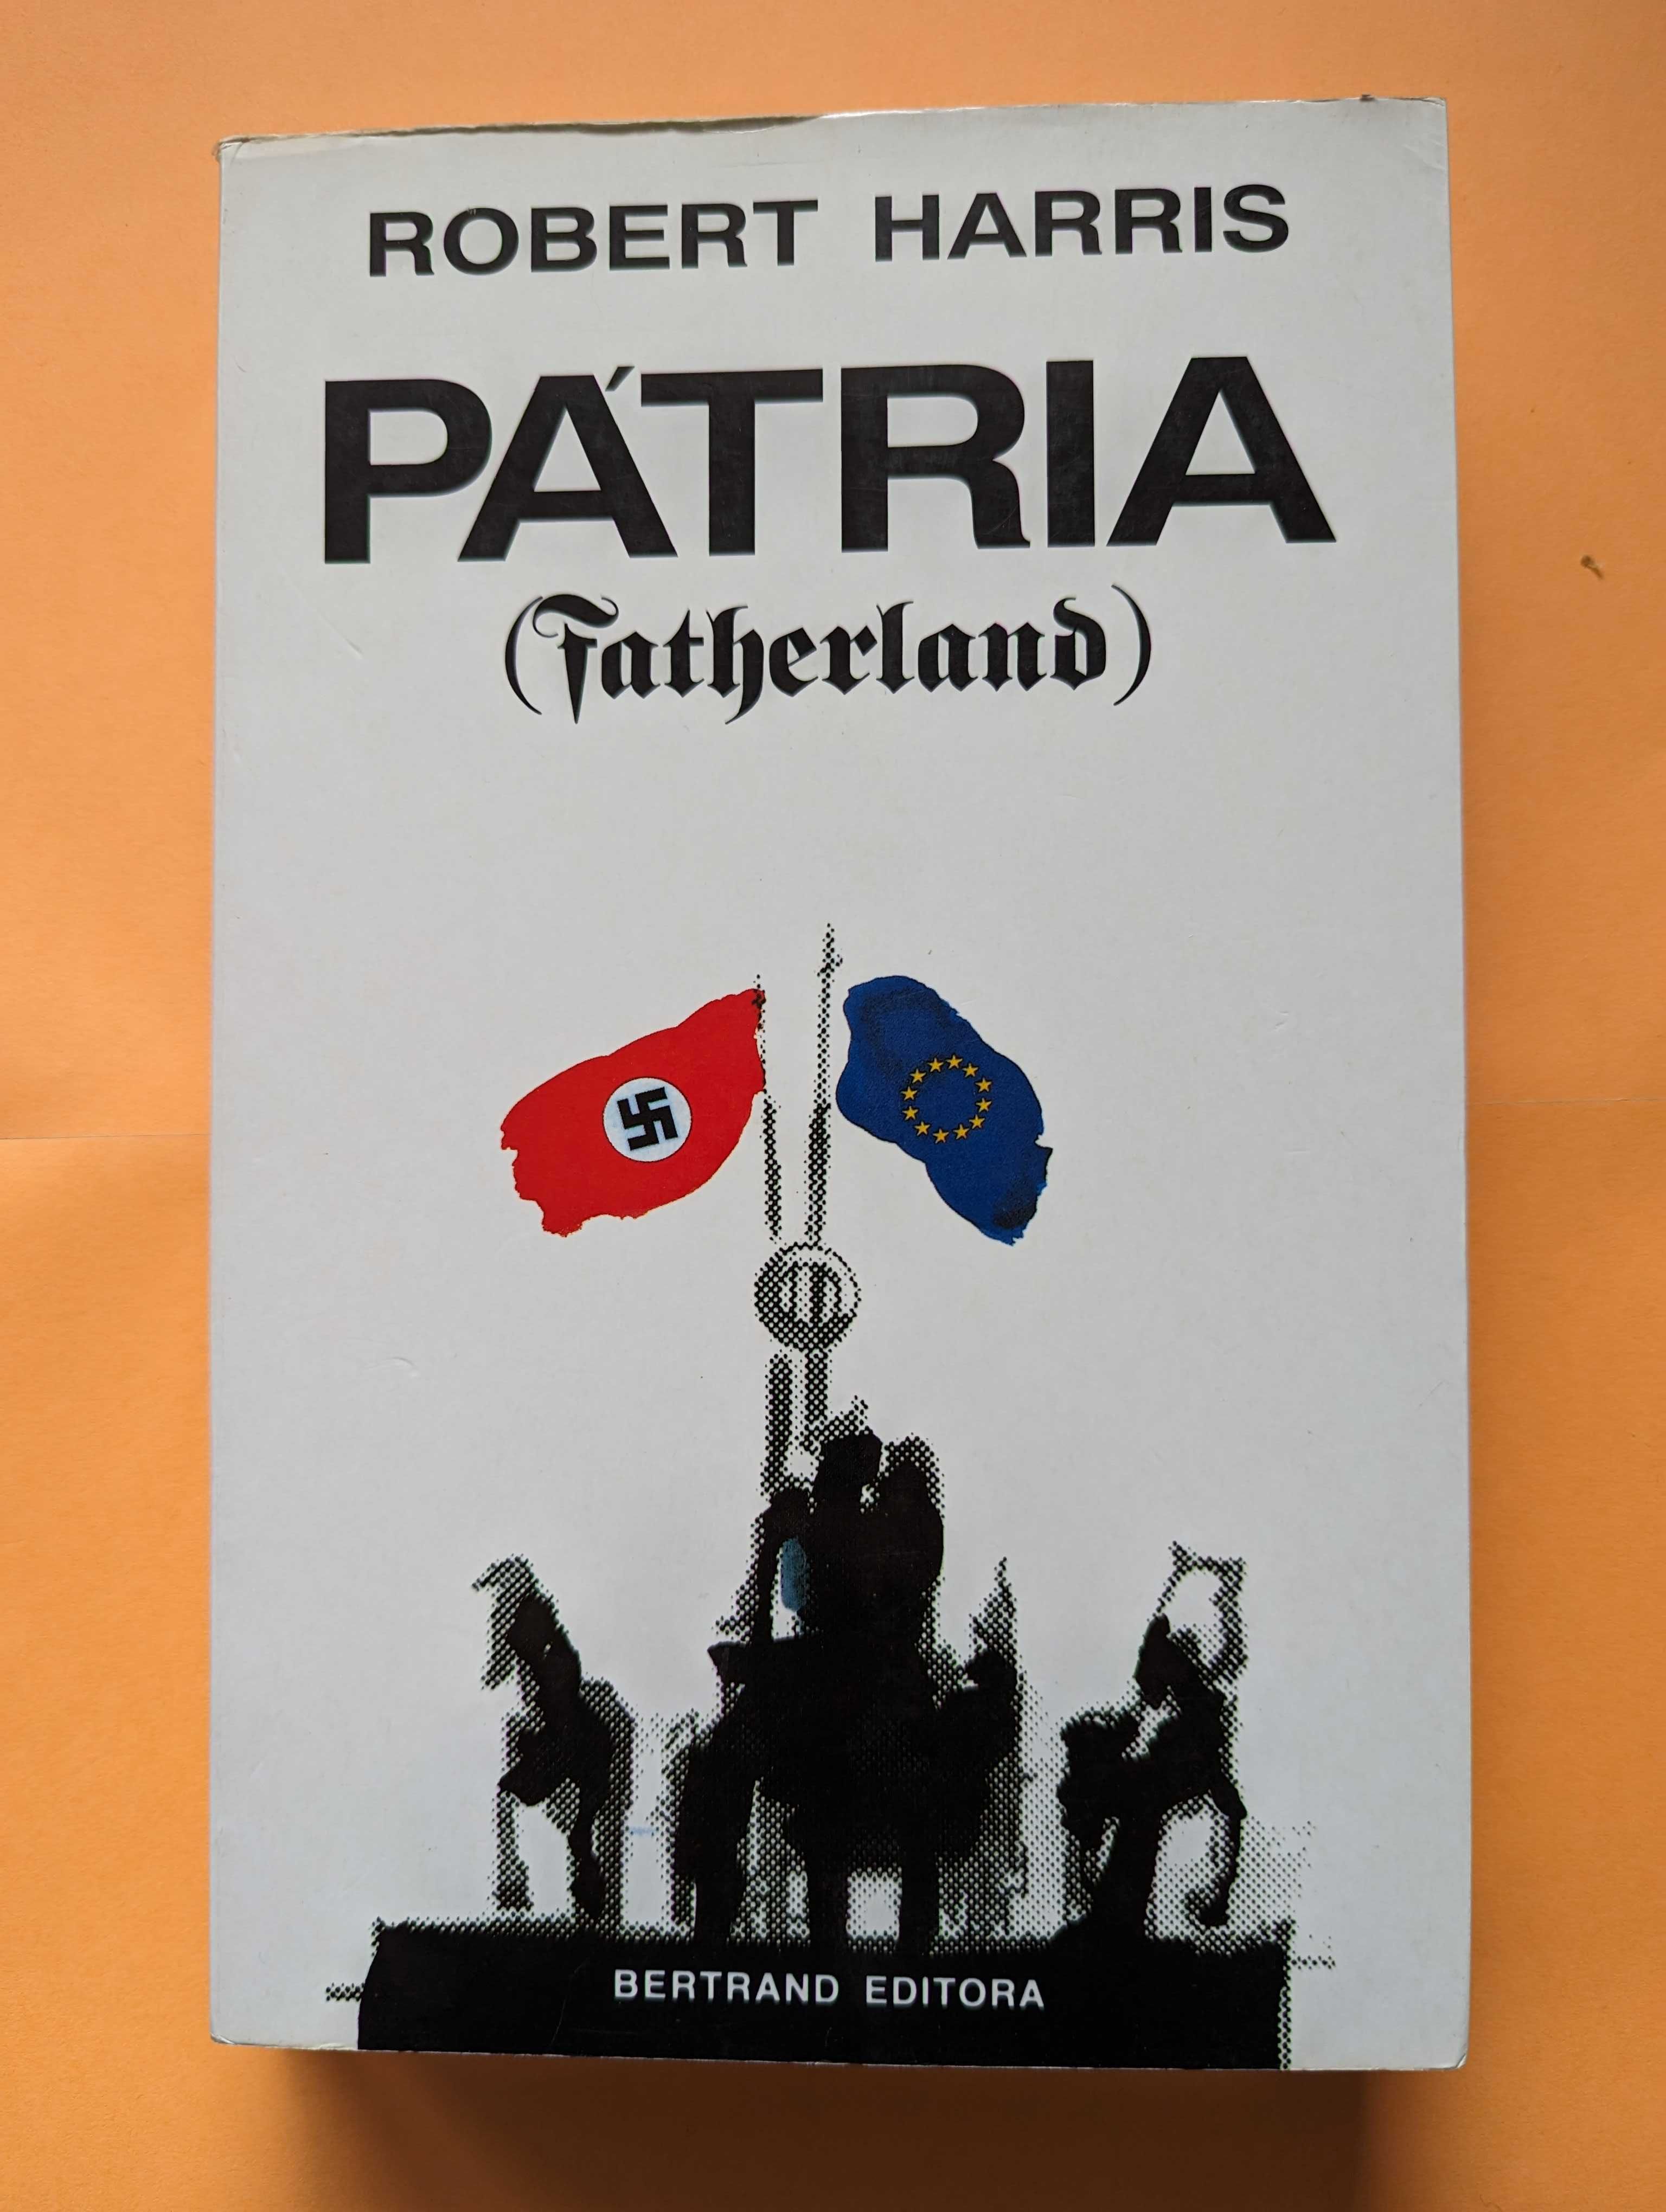 ROBERT HARRIS
PÁTRIA
(Fatherland)
BERTRAND EDITORA